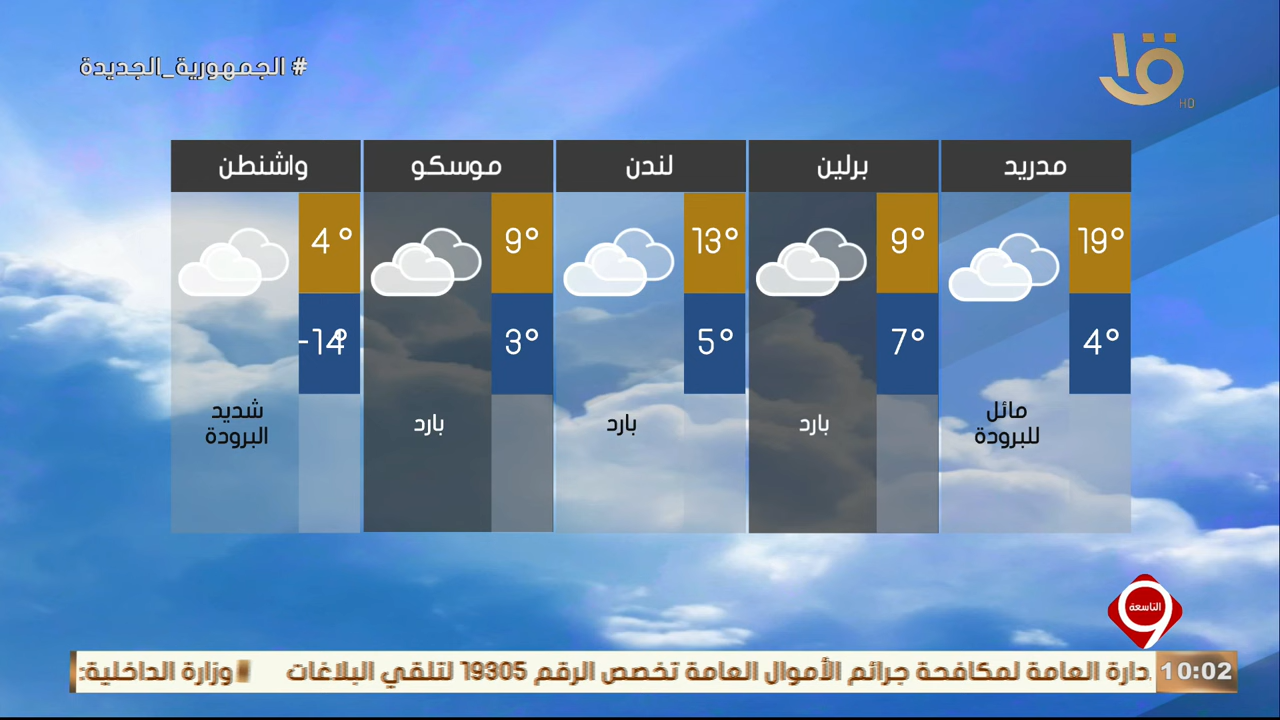 # الجمهورية_الجديدة
HD
مدريد
19°
4°
مائل
للبرودة
برلين
9°
7°
بارد
لندن
13°
5°
بارد
موسكو
9°
3°
بارد
واشنطن
4°
-14°
شديد
البرودة
9
التاسعة
10:02
دارة العامة لمكافحة جرائم الأموال العامة تخصص الرقم 19305 لتلقي البلاغات وزارة الداخلية: